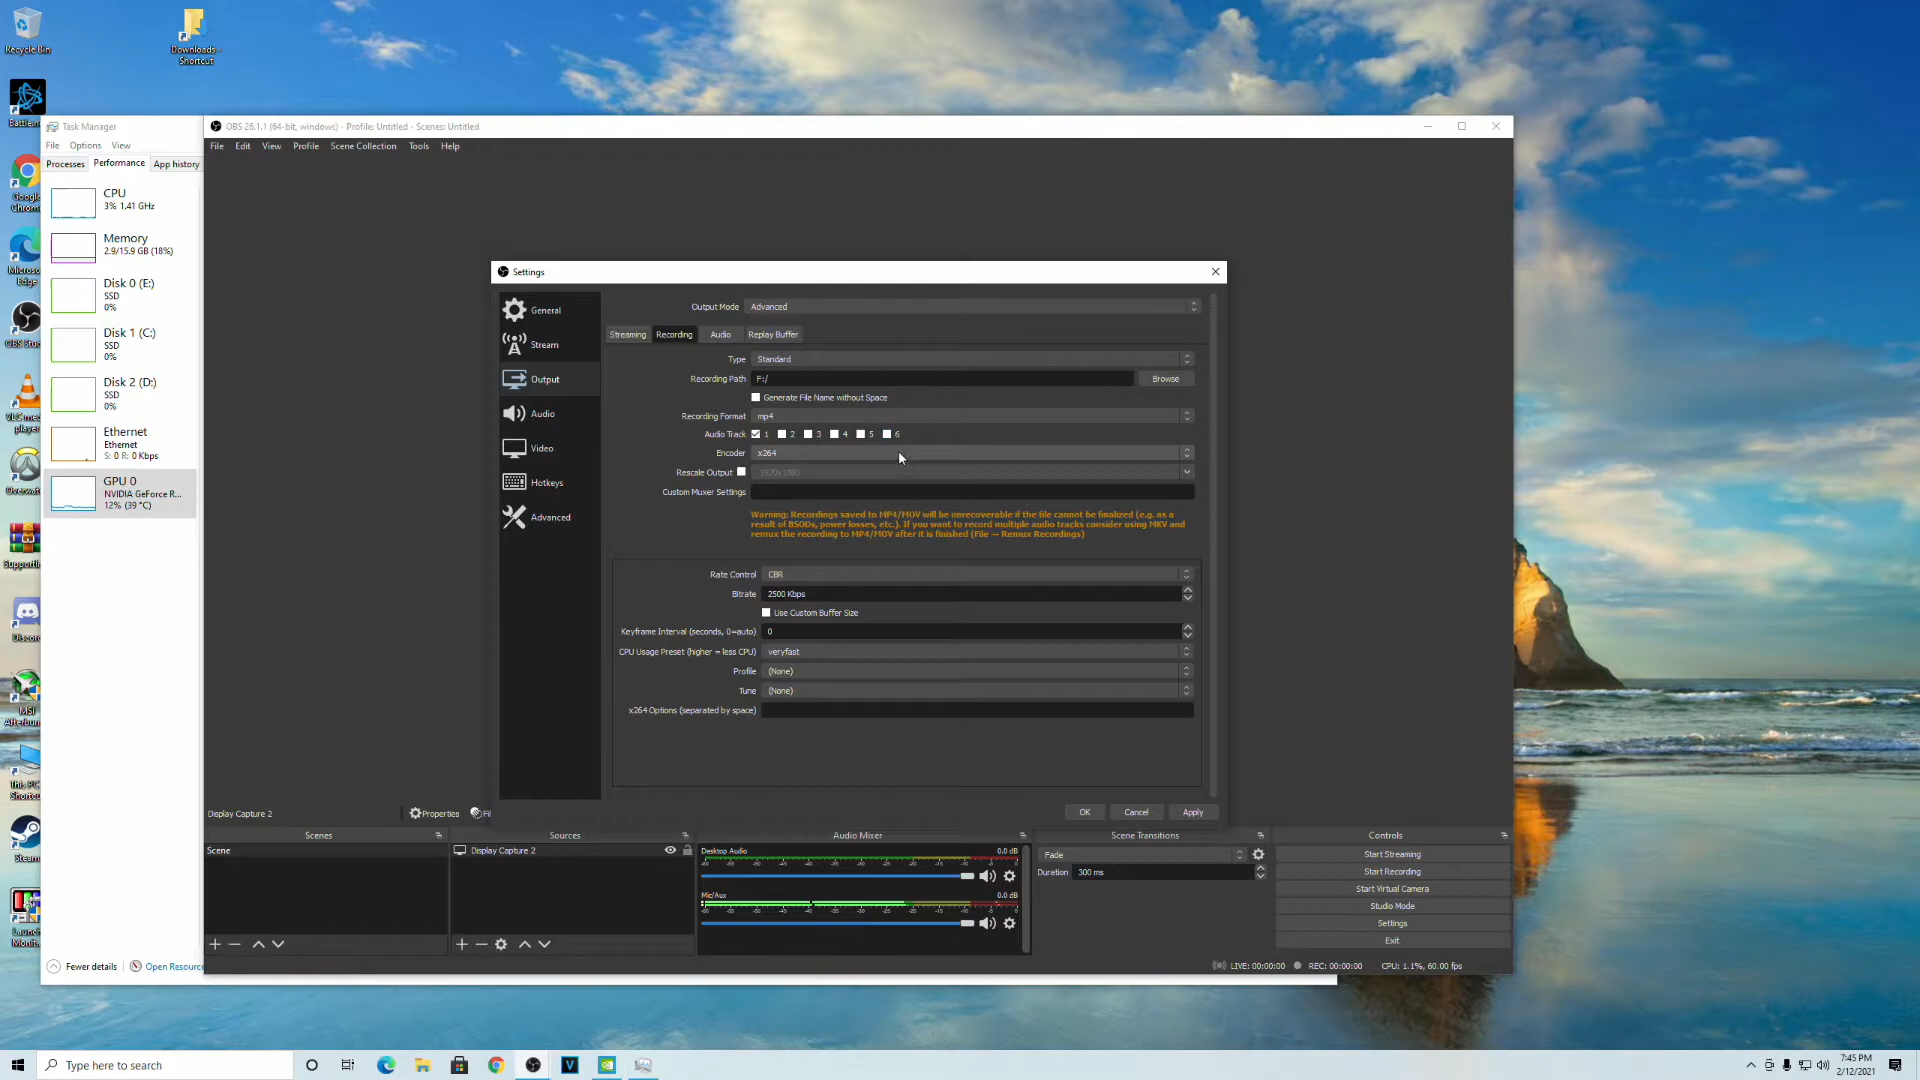 Recycle Bin
Downloads - Shortcut
Task Manager
File Options View
Processes Performance App history
CPU
3% 1.41 GHz
Memory
2.9/15.9 GB (18%)
Disk 0 (E:)
SSD
0%
Disk 1 (C:)
SSD
0%
Disk 2 (D:)
SSD
0%
Ethernet
Ethernet
S: 0 R: 0 Kbps
GPU 0
NVIDIA GeForce R...
12% (39 °C)
Fewer details
Open Resource
OBS 26.1.1 (64-bit, windows) - Profile: Untitled - Scenes: Untitled
File Edit View Profile Scene Collection Tools Help
Settings
General
Stream
Output
Audio
Video
Hotkeys
Advanced
Output Mode Advanced
Streaming Recording Audio Replay Buffer
Type Standard
Recording Path F:/ Browse
Generate File Name without Space
Recording Format mp4
Audio Track 1 2 3 4 5 6
Encoder x264
Rescale Output 1920x1080
Custom Muxer Settings
Warning: Recordings saved to MP4/MOV will be unrecoverable if the file cannot be finalized (e.g. as a
result of BSODs, power losses, etc.). If you want to record multiple audio tracks consider using MKV and
remux the recording to MP4/MOV after it is finished (File → Remux Recordings)
Rate Control CBR
Bitrate 2500 Kbps
Use Custom Buffer Size
Keyframe Interval (seconds, 0=auto) 0
CPU Usage Preset (higher = less CPU) veryfast
Profile (None)
Tune (None)
x264 Options (separated by space)
OK Cancel Apply
Display Capture 2 Properties Fil
Scenes Sources Audio Mixer Scene Transitions Controls
Scene
Display Capture 2
Desktop Audio 0.0 dB
Mic/Aux 0.0 dB
Fade
Duration 300 ms
Start Streaming
Start Recording
Start Virtual Camera
Studio Mode
Settings
Exit
LIVE: 00:00:00 REC: 00:00:00 CPU: 1.1%, 60.00 fps
Type here to search
7:45 PM
2/12/2021